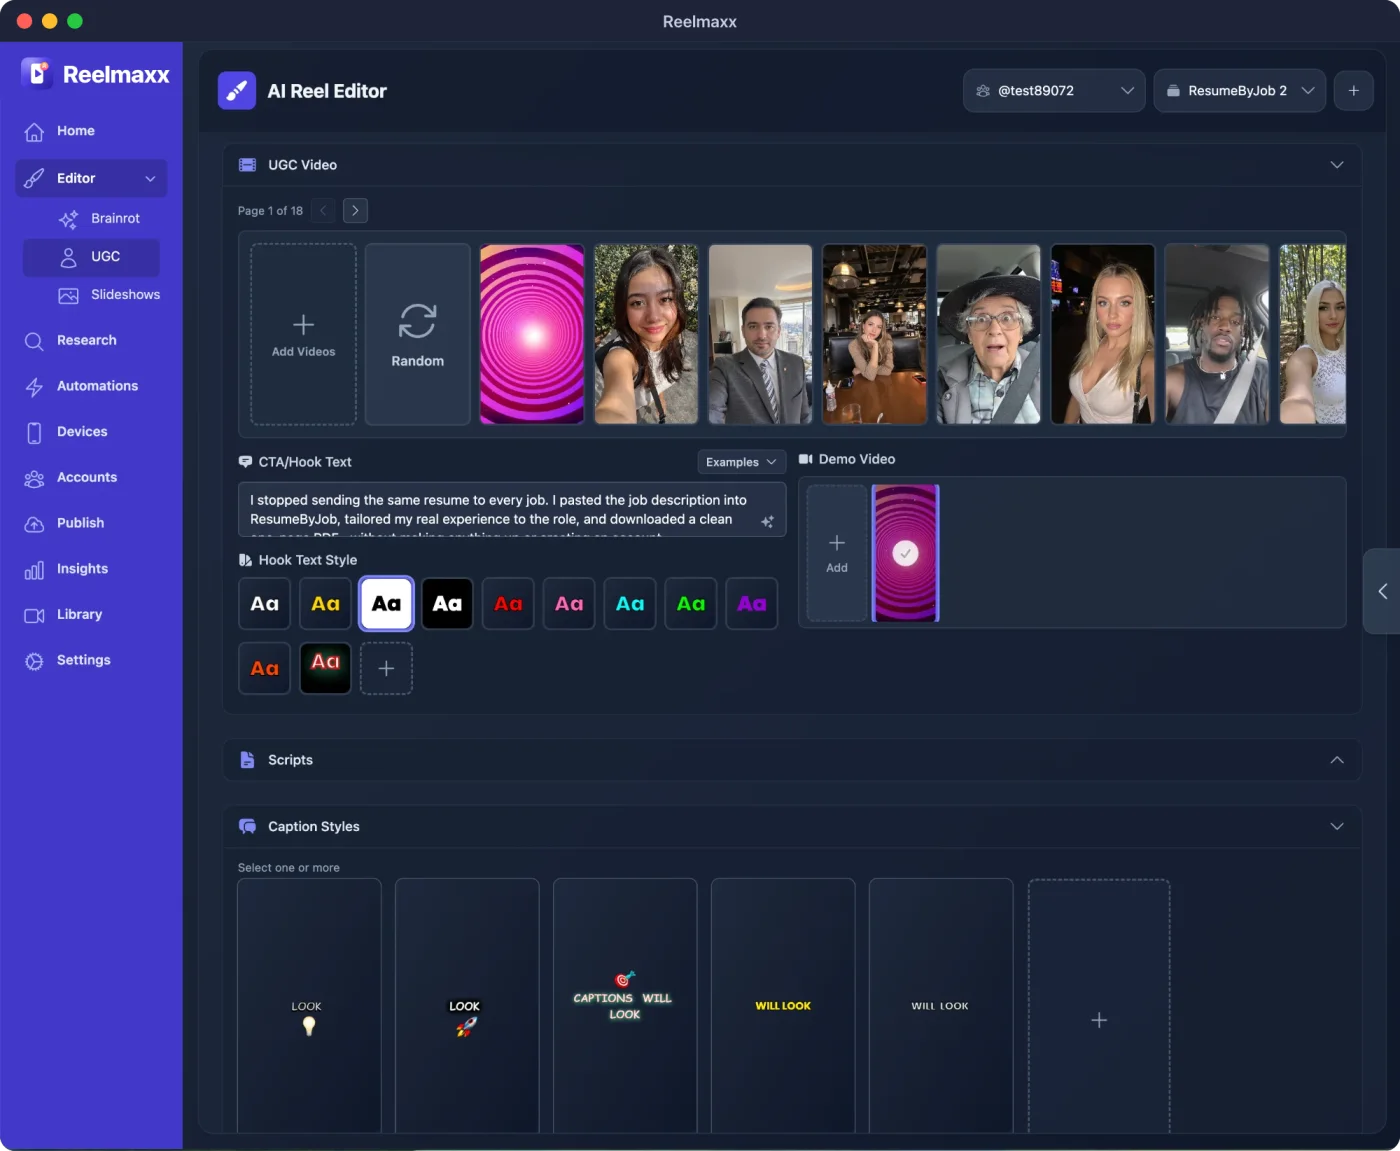 Reelmaxx
Reelmaxx
Home
Editor
Brainrot
UGC
Slideshows
Research
Automations
Devices
Accounts
Publish
Insights
Library
Settings
AI Reel Editor
@test89072
ResumeByJob 2
UGC Video
Page 1 of 18
Add Videos
Random
CTA/Hook Text
Examples
I stopped sending the same resume to every job. I pasted the job description into
ResumeByJob, tailored my real experience to the role, and downloaded a clean
Hook Text Style
Aa Aa Aa Aa Aa Aa Aa Aa Aa
Aa Aa
Demo Video
Add
Scripts
Caption Styles
Select one or more
LOOK
LOOK
CAPTIONS WILL
LOOK
WILL LOOK
WILL LOOK